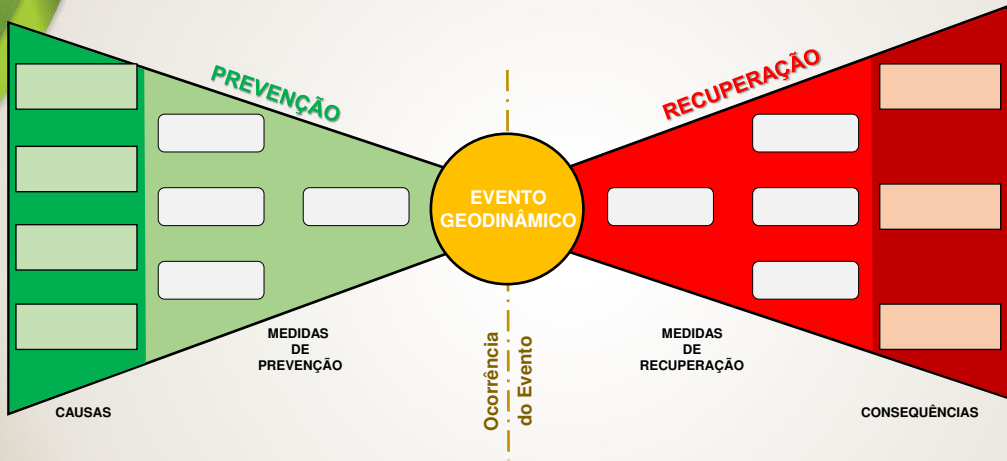 PREVENÇÃO
RECUPERAÇÃO
EVENTO
GEODINÂMICO
MEDIDAS
DE
PREVENÇÃO
MEDIDAS
DE
RECUPERAÇÃO
Ocorrência
do Evento
CAUSAS
CONSEQUÊNCIAS